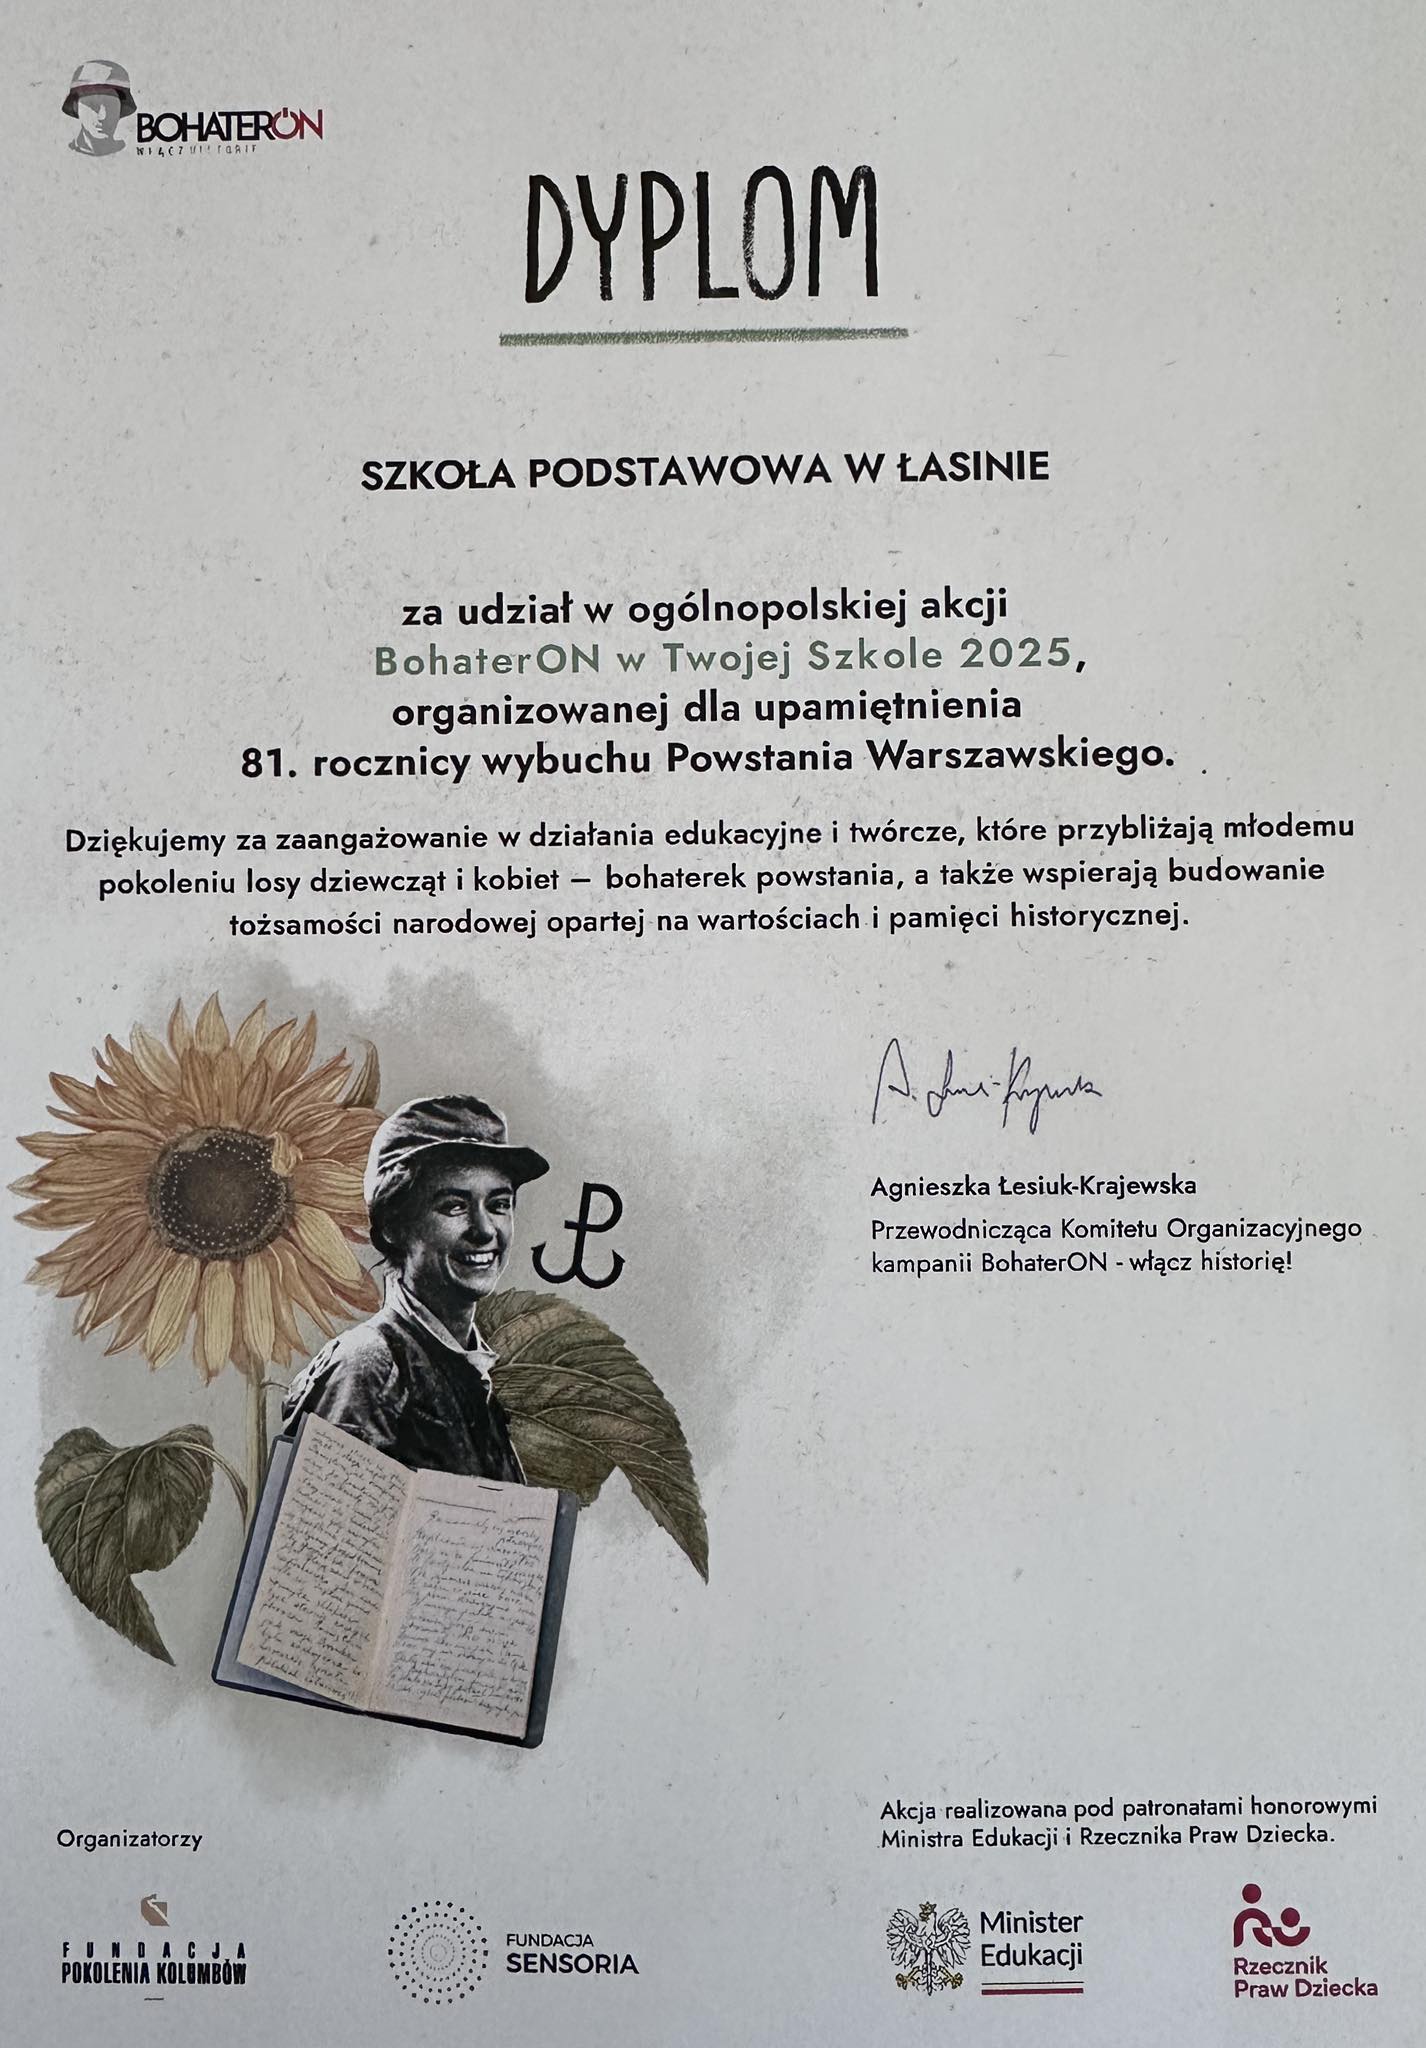 BOHATERON
WŁĄCZ HISTORIĘ
DYPLOM
SZKOŁA PODSTAWOWA W ŁASINIE
za udział w ogólnopolskiej akcji
BohaterON w Twojej Szkole 2025,
organizowanej dla upamiętnienia
81. rocznicy wybuchu Powstania Warszawskiego.
Dziękujemy za zaangażowanie w działania edukacyjne i twórcze, które przybliżają młodemu
pokoleniu losy dziewcząt i kobiet – bohaterek powstania, a także wspierają budowanie
tożsamości narodowej opartej na wartościach i pamięci historycznej.
Agnieszka Łesiuk-Krajewska
Przewodnicząca Komitetu Organizacyjnego
kampanii BohaterON - włącz historię!
Akcja realizowana pod patronatami honorowymi
Ministra Edukacji i Rzecznika Praw Dziecka.
Organizatorzy
FUNDACJA
POKOLENIA KOLUMBÓW
FUNDACJA
SENSORIA
Minister
Edukacji
Rzecznik
Praw Dziecka